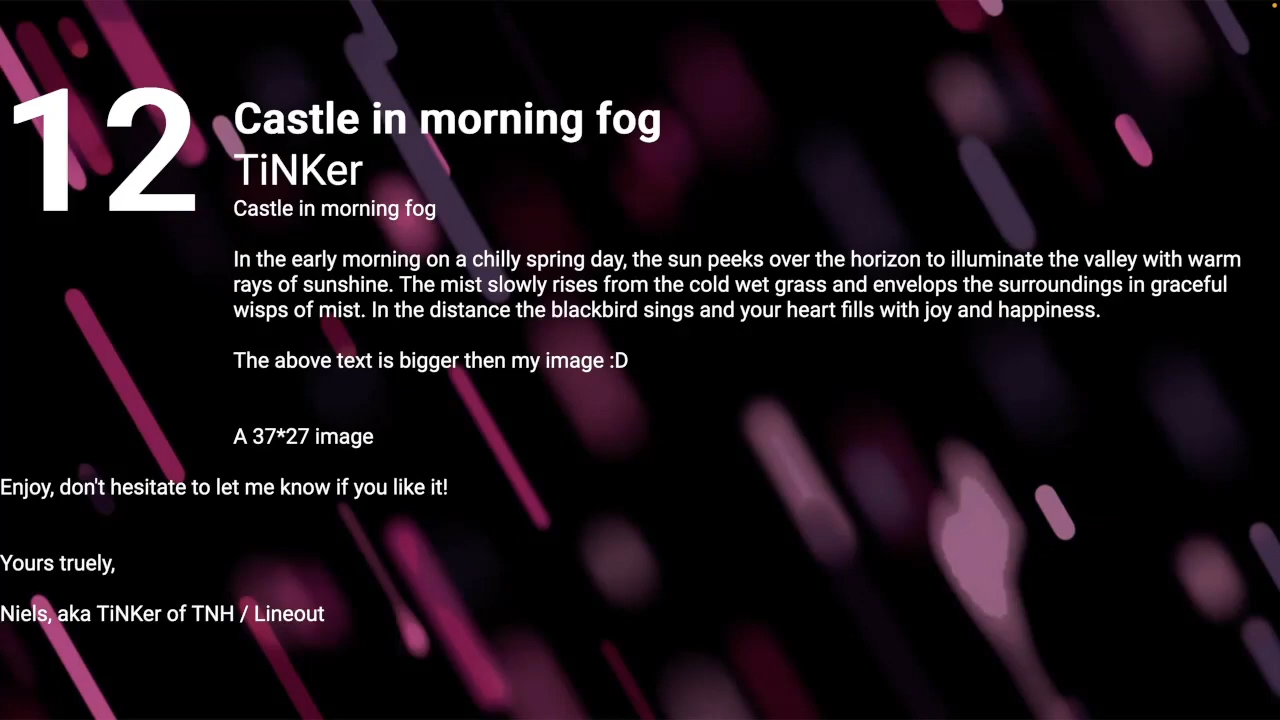 12
Castle in morning fog
TiNKer
Castle in morning fog
In the early morning on a chilly spring day, the sun peeks over the horizon to illuminate the valley with warm
rays of sunshine. The mist slowly rises from the cold wet grass and envelops the surroundings in graceful
wisps of mist. In the distance the blackbird sings and your heart fills with joy and happiness.
The above text is bigger then my image :D
A 37*27 image
Enjoy, don't hesitate to let me know if you like it!
Yours truely,
Niels, aka TiNKer of TNH / Lineout